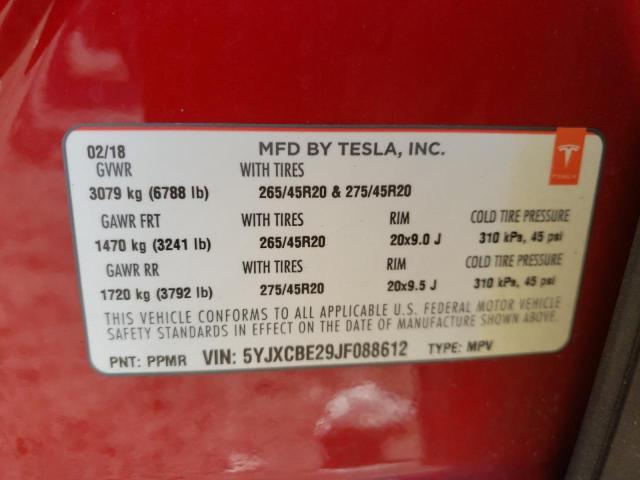 02/18 MFD BY TESLA, INC.
GVWR WITH TIRES
3079 kg (6788 lb) 265/45R20 & 275/45R20
GAWR FRT WITH TIRES RIM COLD TIRE PRESSURE
1470 kg (3241 lb) 265/45R20 20x9.0 J 310 kPa, 45 psi
GAWR RR WITH TIRES RIM COLD TIRE PRESSURE
1720 kg (3792 lb) 275/45R20 20x9.5 J 310 kPa, 45 psi
THIS VEHICLE CONFORMS TO ALL APPLICABLE U.S. FEDERAL MOTOR VEHICLE
SAFETY STANDARDS IN EFFECT ON THE DATE OF MANUFACTURE SHOWN ABOVE.
PNT: PPMR VIN: 5YJXCBE29JF088612 TYPE: MPV
TESLA